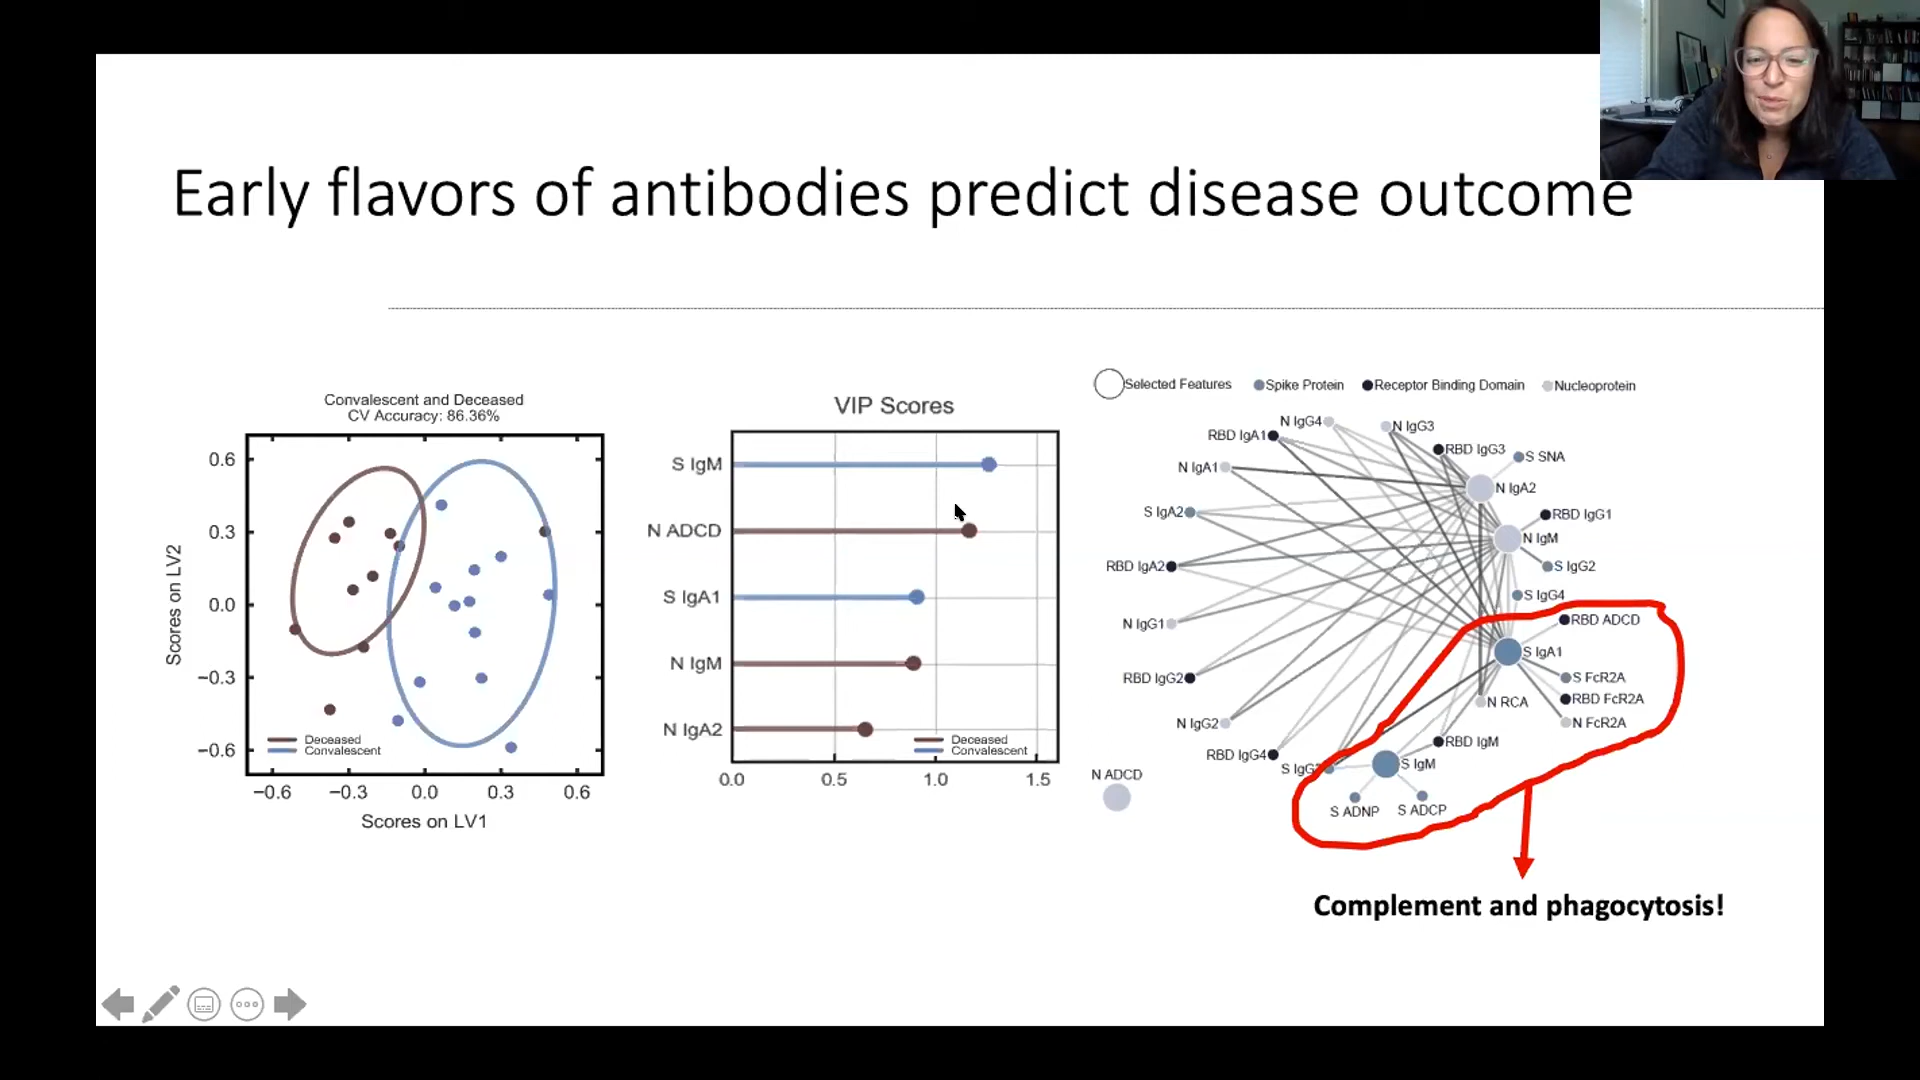 Early flavors of antibodies predict disease outcome
Convalescent and Deceased
CV Accuracy: 86.36%
0.6
0.3
0.0
−0.3
−0.6
Scores on LV2
Deceased
Convalescent
−0.6 −0.3 0.0 0.3 0.6
Scores on LV1
VIP Scores
S IgM
N ADCD
S IgA1
N IgM
N IgA2
Deceased
Convalescent
0.0 0.5 1.0 1.5
Selected Features Spike Protein Receptor Binding Domain Nucleoprotein
N IgG4
N IgG3
RBD IgA1
RBD IgG3
S SNA
N IgA1
N IgA2
S IgA2
RBD IgG1
N IgM
RBD IgA2
S IgG2
S IgG4
N IgG1
RBD ADCD
S IgA1
RBD IgG2
S FcR2A
RBD FcR2A
N RCA
N IgG2
N FcR2A
RBD IgM
RBD IgG4
S IgM
N ADCD
S ADNP
S ADCP
Complement and phagocytosis!